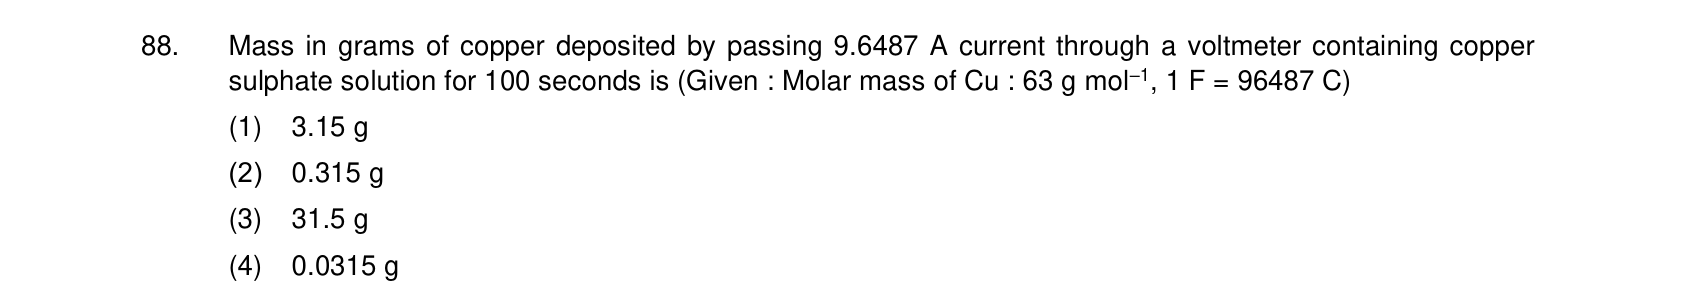 88. Mass in grams of copper deposited by passing 9.6487 A current through a voltmeter containing copper
sulphate solution for 100 seconds is (Given : Molar mass of Cu : 63 g mol⁻¹, 1 F = 96487 C)
(1) 3.15 g
(2) 0.315 g
(3) 31.5 g
(4) 0.0315 g